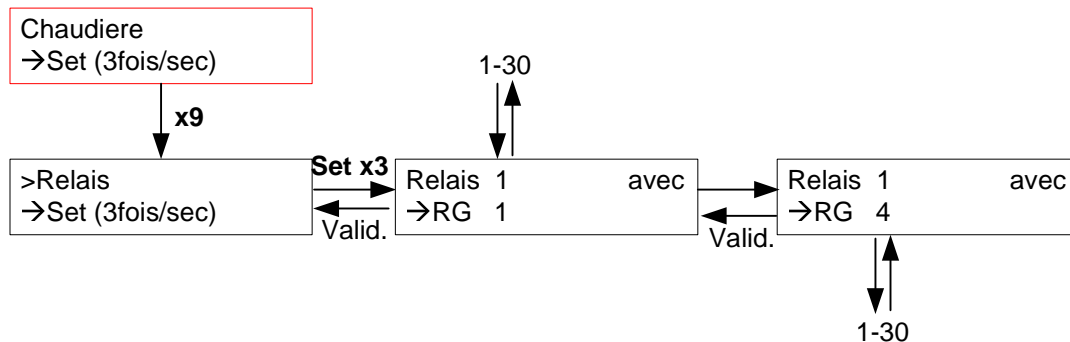 Chaudiere
→Set (3fois/sec)
x9
1-30
>Relais
→Set (3fois/sec)
Set x3
Valid.
Relais 1 avec
→RG 1
Valid.
Relais 1 avec
→RG 4
1-30